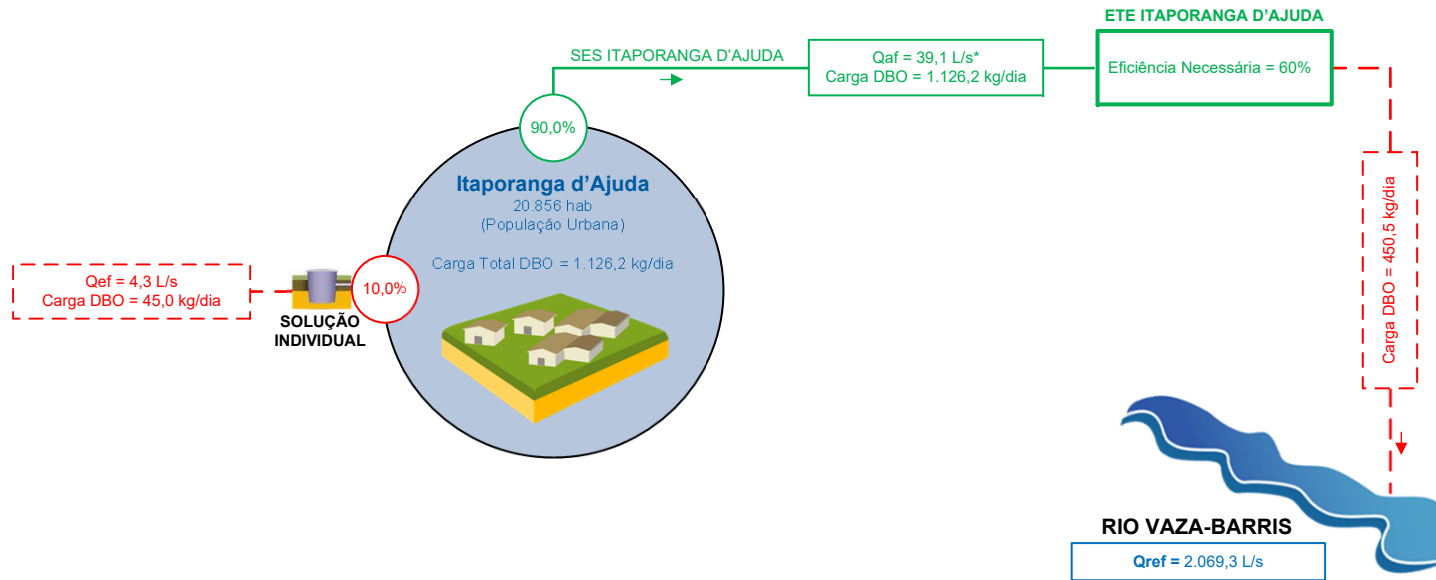 ETE ITAPORANGA D'AJUDA
SES ITAPORANGA D'AJUDA
Qaf = 39,1 L/s*
Carga DBO = 1.126,2 kg/dia
Eficiência Necessária = 60%
90,0%
Itaporanga d’Ajuda
20.856 hab
(População Urbana)
Carga Total DBO = 1.126,2 kg/dia
Qef = 4,3 L/s
Carga DBO = 45,0 kg/dia
10,0%
SOLUÇÃO
INDIVIDUAL
Carga DBO = 450,5 kg/dia
RIO VAZA-BARRIS
Qref = 2.069,3 L/s